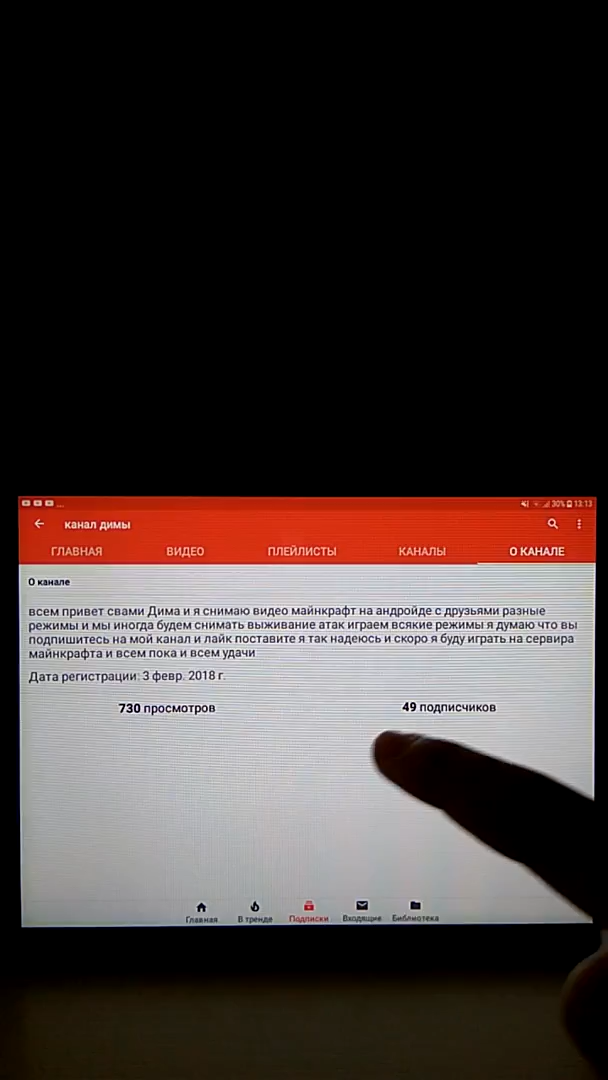 30% 13:13
канал димы
ГЛАВНАЯ ВИДЕО ПЛЕЙЛИСТЫ КАНАЛЫ О КАНАЛЕ
О канале
всем привет свами Дима и я снимаю видео майнкрафт на андройде с друзьями разные
режимы и мы иногда будем снимать выживание атак играем всякие режимы я думаю что вы
подпишитесь на мой канал и лайк поставите я так надеюсь и скоро я буду играть на сервира
майнкрафта и всем пока и всем удачи
Дата регистрации: 3 февр. 2018 г.
730 просмотров 49 подписчиков
Главная В тренде Подписки Входящие Библиотека